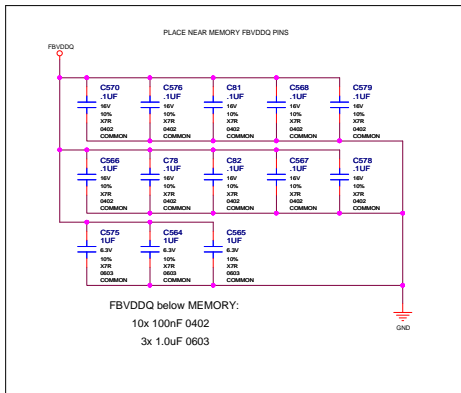 PLACE NEAR MEMORY FBVDDQ PINS
FBVDDQ
C570 C576 C81 C568 C579
.1UF .1UF .1UF .1UF .1UF
16V 16V 16V 16V 16V
10% 10% 10% 10% 10%
X7R X7R X7R X7R X7R
0402 0402 0402 0402 0402
COMMON COMMON COMMON COMMON COMMON
C566 C78 C82 C567 C578
.1UF .1UF .1UF .1UF .1UF
16V 16V 16V 16V 16V
10% 10% 10% 10% 10%
X7R X7R X7R X7R X7R
0402 0402 0402 0402 0402
COMMON COMMON COMMON COMMON COMMON
C575 C564 C565
1UF 1UF 1UF
6.3V 6.3V 6.3V
10% 10% 10%
X7R X7R X7R
0603 0603 0603
COMMON COMMON COMMON
FBVDDQ below MEMORY:
10x 100nF 0402
3x 1.0uF 0603
GND